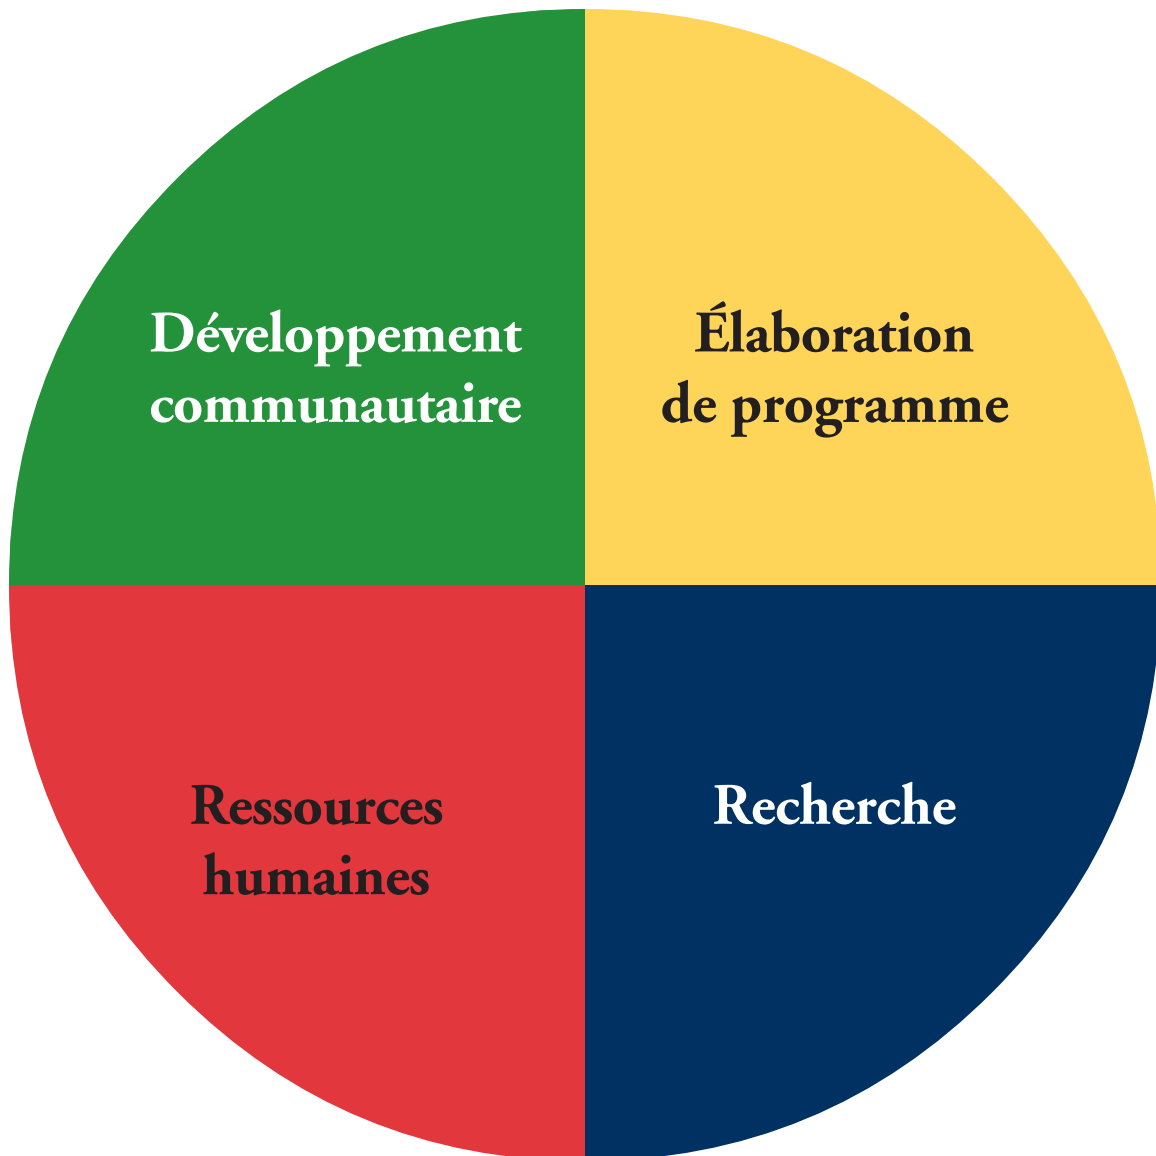 Développement
communautaire
Élaboration
de programme
Ressources
humaines
Recherche